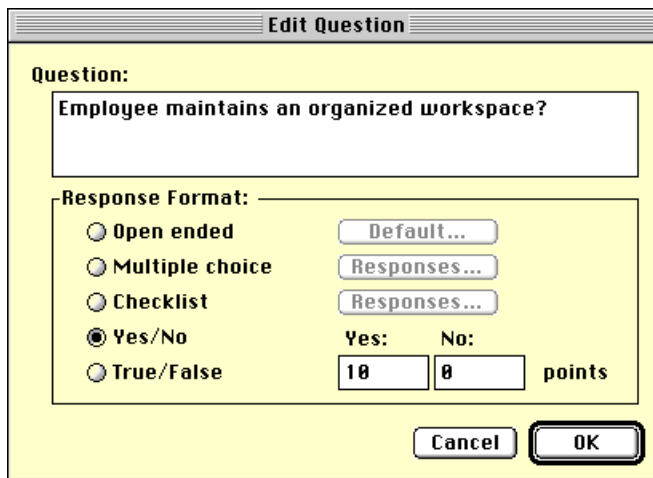 Edit Question
Question:
Employee maintains an organized workspace?
Response Format:
Open ended Default...
Multiple choice Responses...
Checklist Responses...
Yes/No Yes: No:
True/False 10 0 points
Cancel OK